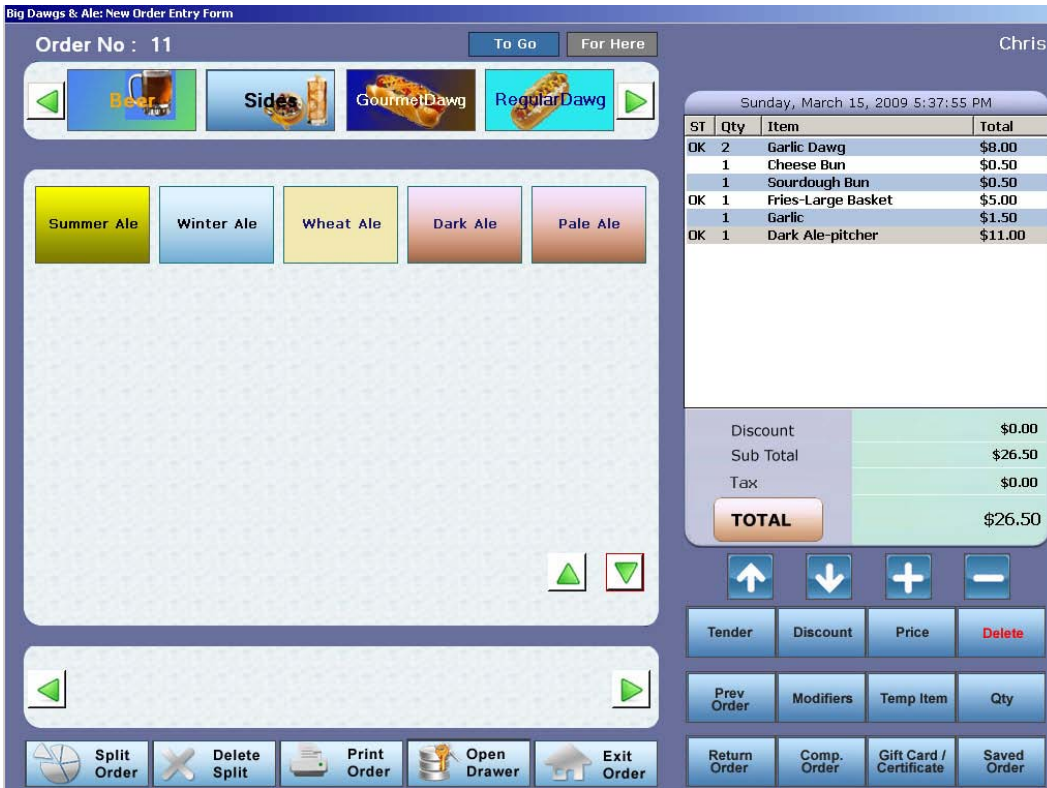 Big Dawgs & Ale: New Order Entry Form
Order No : 11
To Go
For Here
Chris
Beer
Sides
GourmetDawg
RegularDawg
Sunday, March 15, 2009 5:37:55 PM
ST Qty Item Total
OK 2 Garlic Dawg $8.00
1 Cheese Bun $0.50
1 Sourdough Bun $0.50
OK 1 Fries-Large Basket $5.00
1 Garlic $1.50
OK 1 Dark Ale-pitcher $11.00
Summer Ale
Winter Ale
Wheat Ale
Dark Ale
Pale Ale
Discount $0.00
Sub Total $26.50
Tax $0.00
TOTAL $26.50
Tender
Discount
Price
Delete
Prev
Order
Modifiers
Temp Item
Qty
Return
Order
Comp.
Order
Gift Card /
Certificate
Saved
Order
Split
Order
Delete
Split
Print
Order
Open
Drawer
Exit
Order